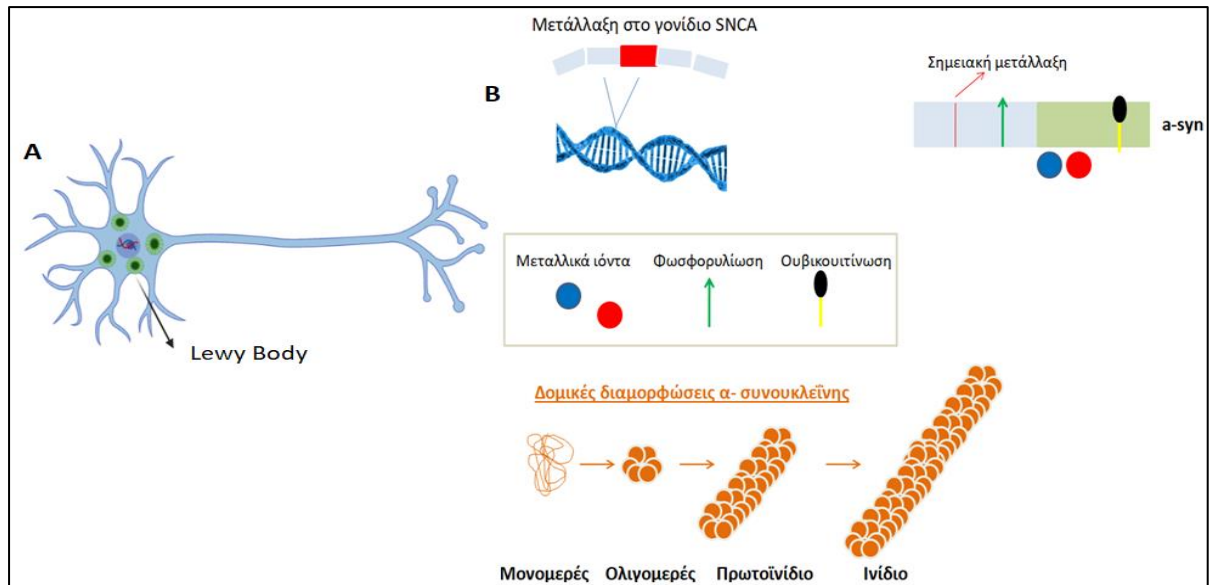 Μετάλλαξη στο γονίδιο SNCA
B
Σημειακή μετάλλαξη
a-syn
A
Lewy Body
Μεταλλικά ιόντα Φωσφορυλίωση Ουβικουιτίνωση
Δομικές διαμορφώσεις α- συνουκλεΐνης
Μονομερές Ολιγομερές Πρωτοϊνίδιο Ινίδιο